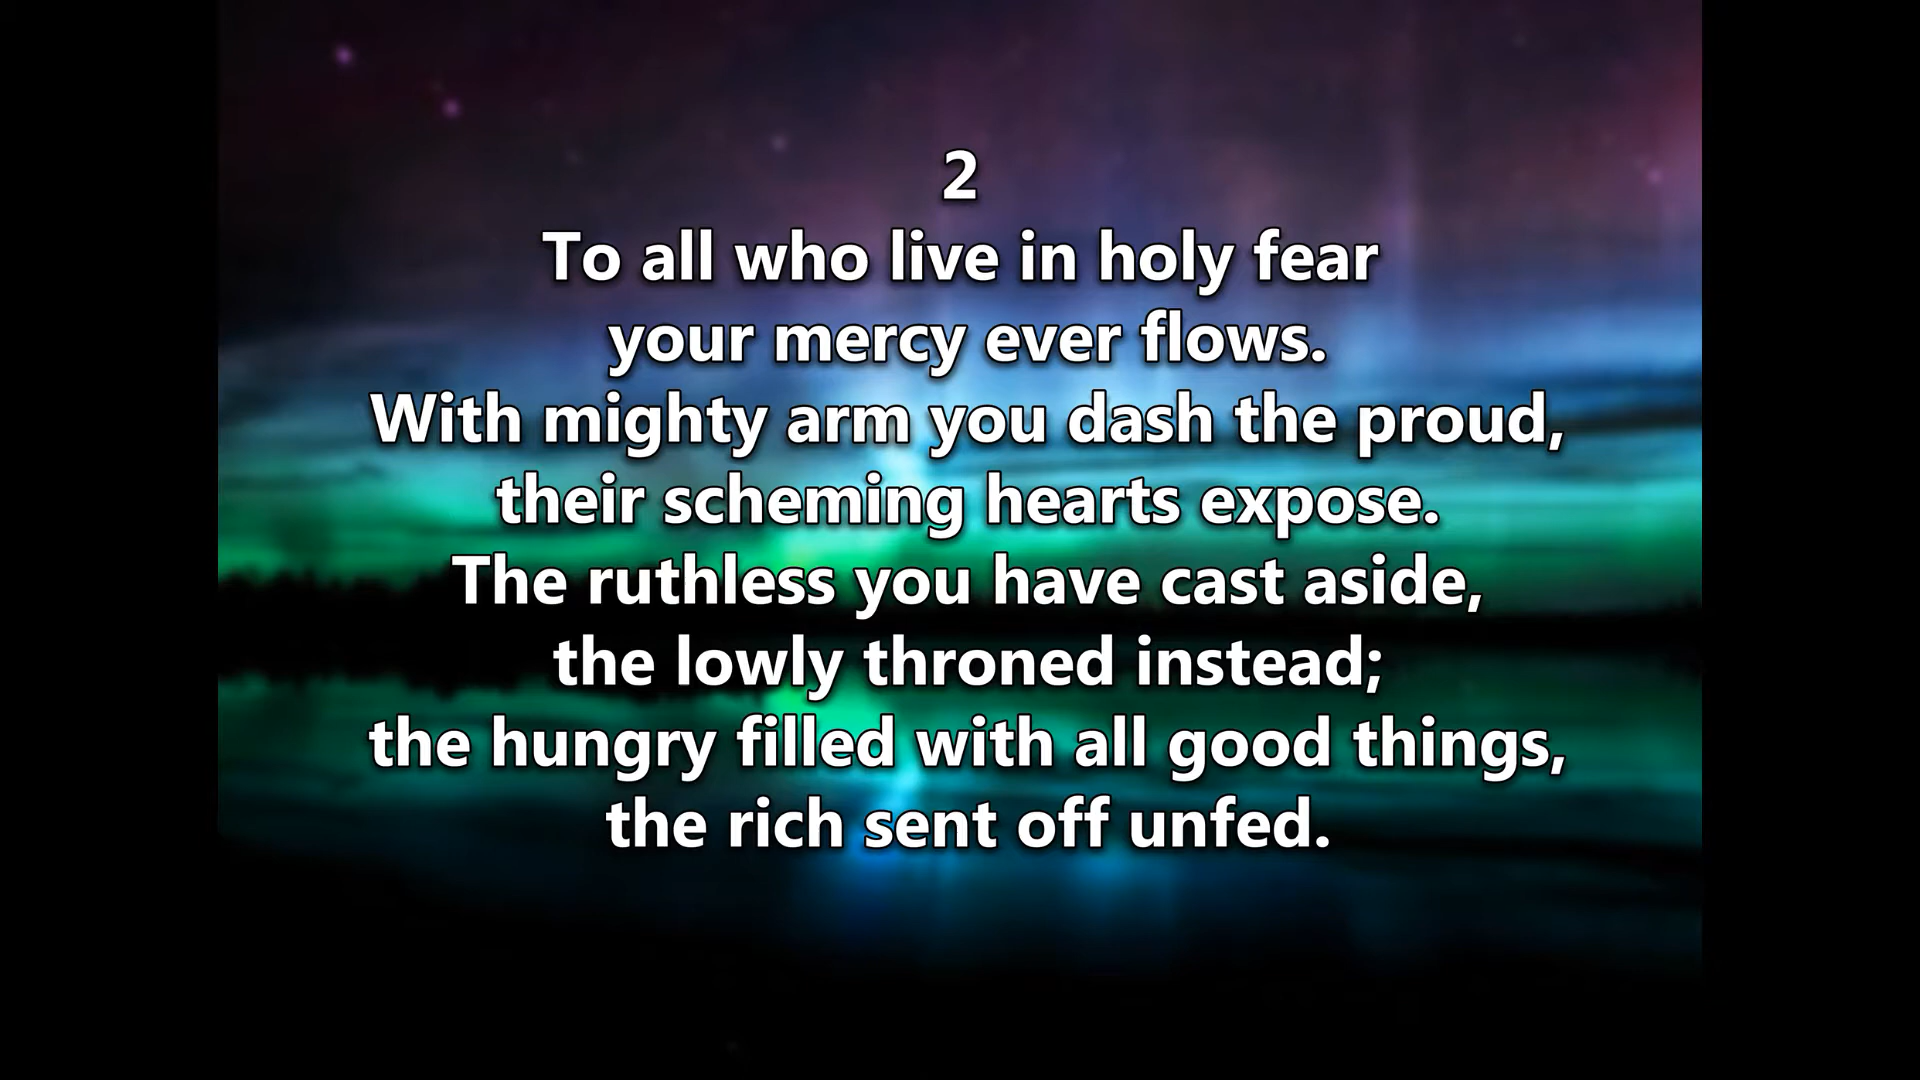 2
To all who live in holy fear
your mercy ever flows.
With mighty arm you dash the proud,
their scheming hearts expose.
The ruthless you have cast aside,
the lowly throned instead;
the hungry filled with all good things,
the rich sent off unfed.